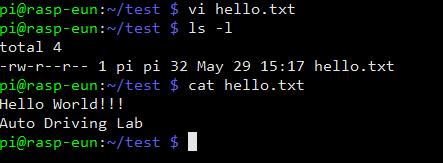 pi@rasp-eun:~/test $ vi hello.txt
pi@rasp-eun:~/test $ ls -l
total 4
-rw-r--r-- 1 pi pi 32 May 29 15:17 hello.txt
pi@rasp-eun:~/test $ cat hello.txt
Hello World!!!
Auto Driving Lab
pi@rasp-eun:~/test $